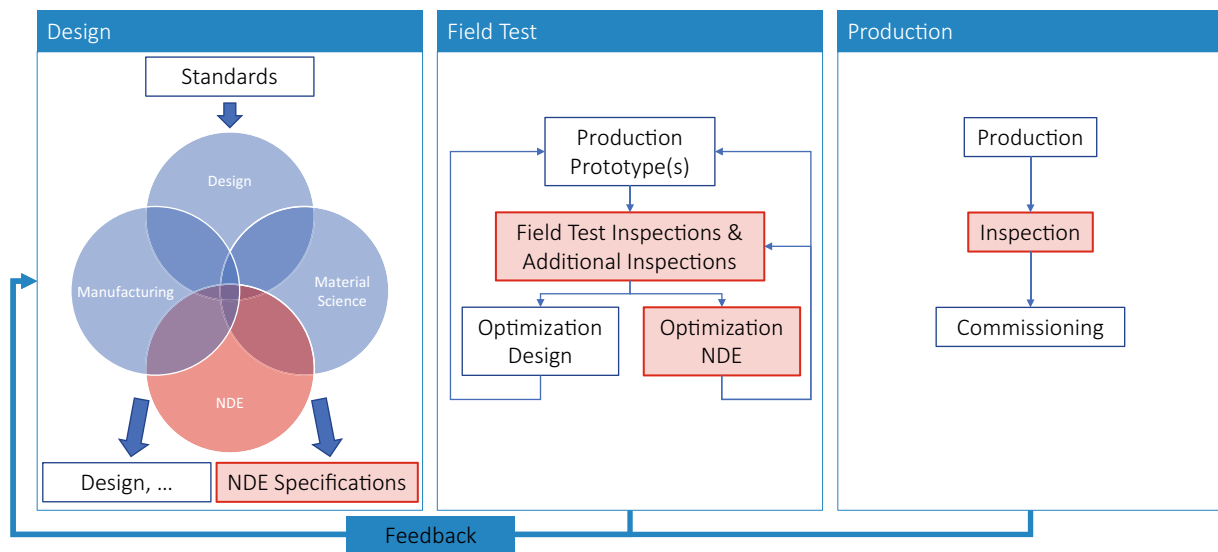 Design
Standards
Design
Manufacturing
Material
Science
NDE
Design, ...
NDE Specifications
Field Test
Production
Prototype(s)
Field Test Inspections &
Additional Inspections
Optimization
Design
Optimization
NDE
Production
Production
Inspection
Commissioning
Feedback